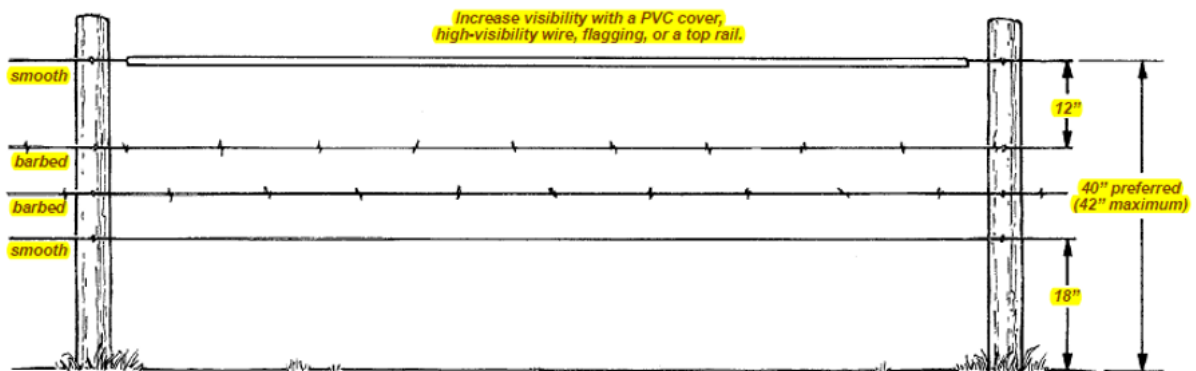 Increase visibility with a PVC cover,
high-visibility wire, flagging, or a top rail.
smooth
12”
barbed
barbed
40” preferred
(42” maximum)
smooth
18”